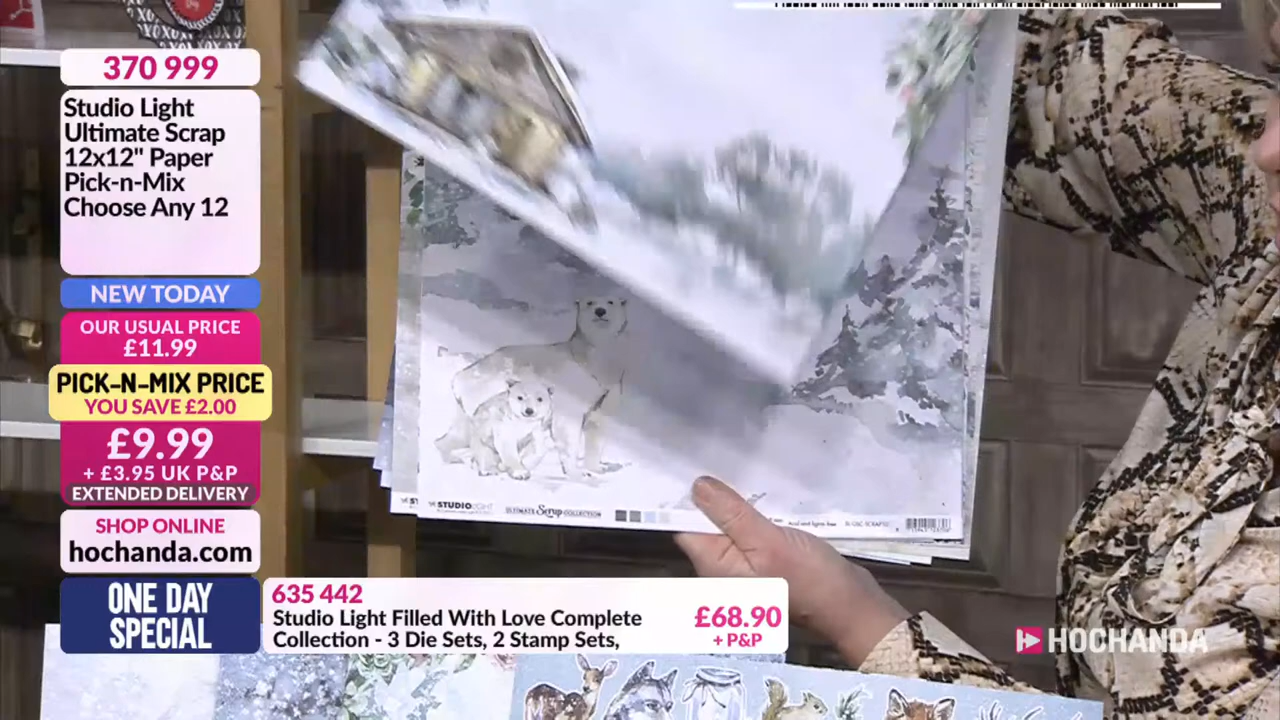 370 999
Studio Light
Ultimate Scrap
12x12" Paper
Pick-n-Mix
Choose Any 12
NEW TODAY
OUR USUAL PRICE
£11.99
PICK-N-MIX PRICE
YOU SAVE £2.00
£9.99
+ £3.95 UK P&P
EXTENDED DELIVERY
SHOP ONLINE
hochanda.com
ONE DAY
SPECIAL
635 442
Studio Light Filled With Love Complete
Collection - 3 Die Sets, 2 Stamp Sets,
£68.90
+ P&P
HOCHANDA
STUDIOLIGHT
ULTIMATE Scrap COLLECTION